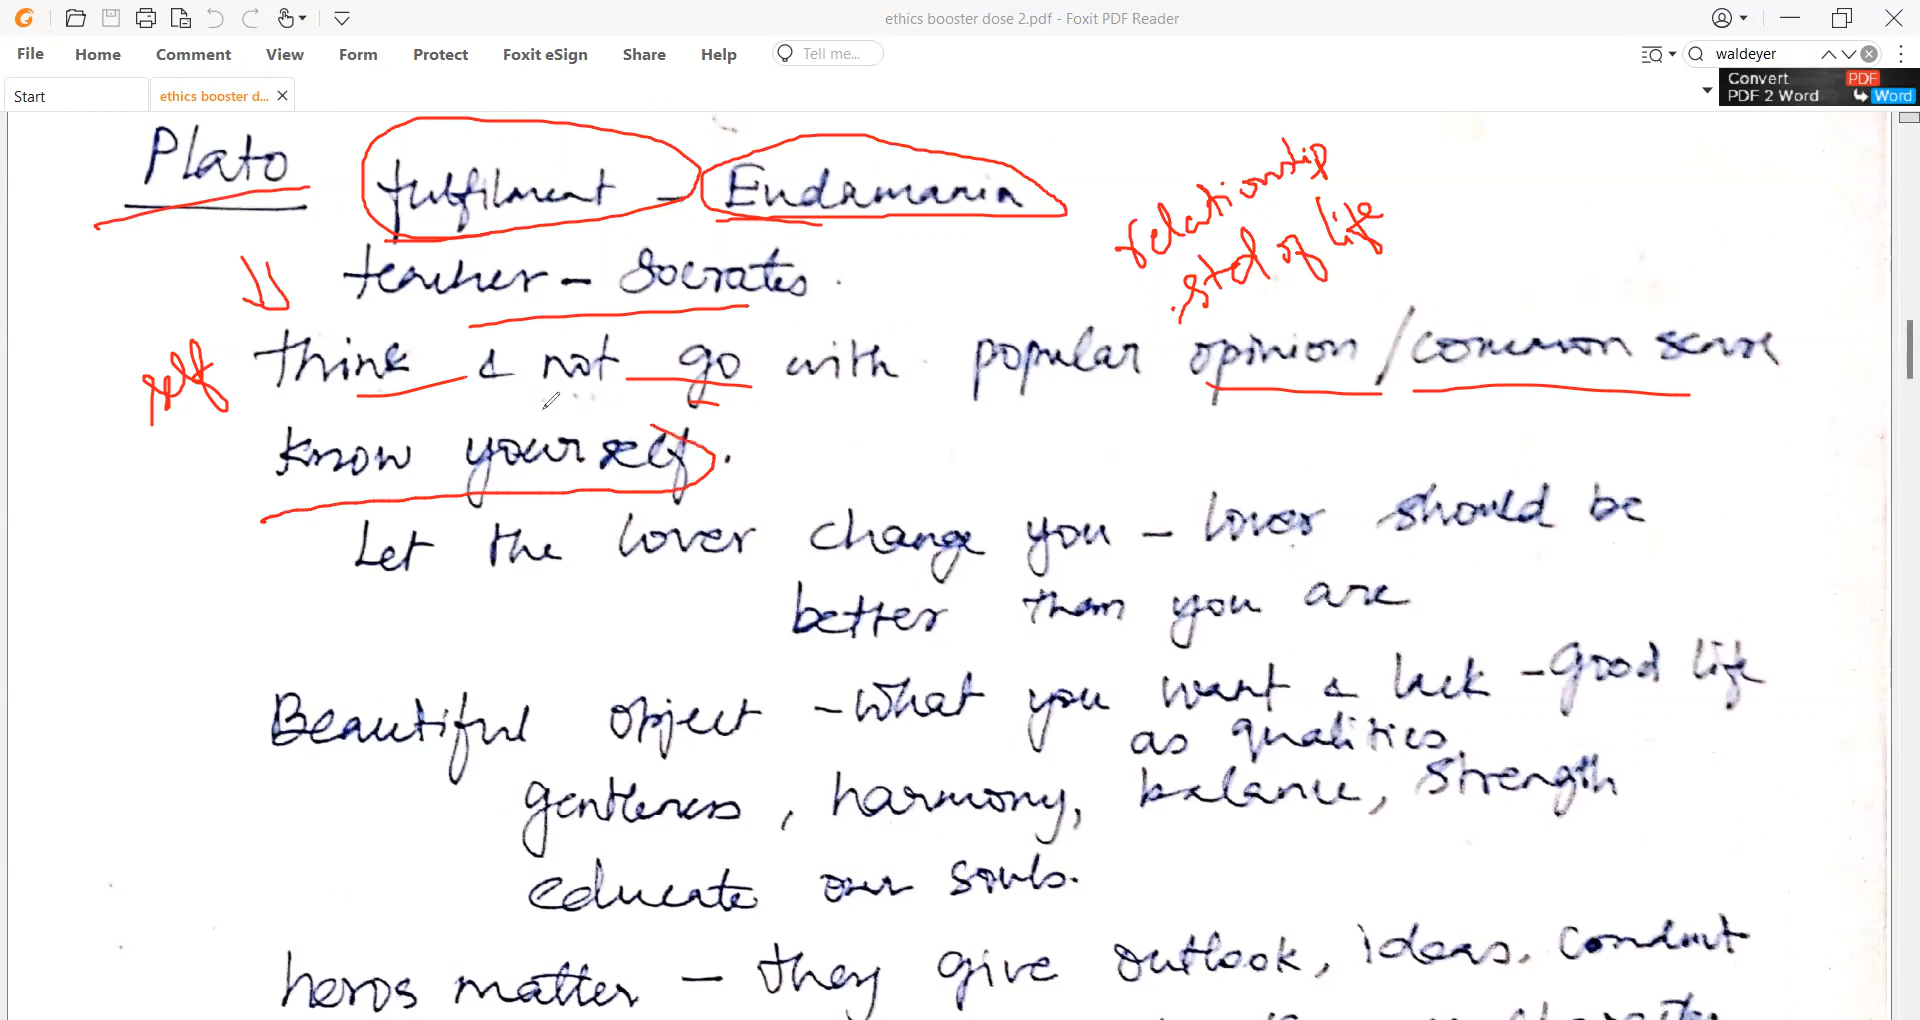 ethics booster dose 2.pdf - Foxit PDF Reader
File Home Comment View Form Protect Foxit eSign Share Help Tell me... waldeyer
Convert PDF
PDF 2 Word Word
Start ethics booster d...
Plato fulfilment - Endamania
relationship
std of life
teacher - Socrates.
self Think & not go with popular opinion / common sense
Know yourself.
Let the lover change you - lover should be
better than you are
Beautiful object - what you want & lack - good life
as qualities.
gentleness, harmony, balance, strength
educate our souls.
heros matter - they give outlook, ideas, conduct